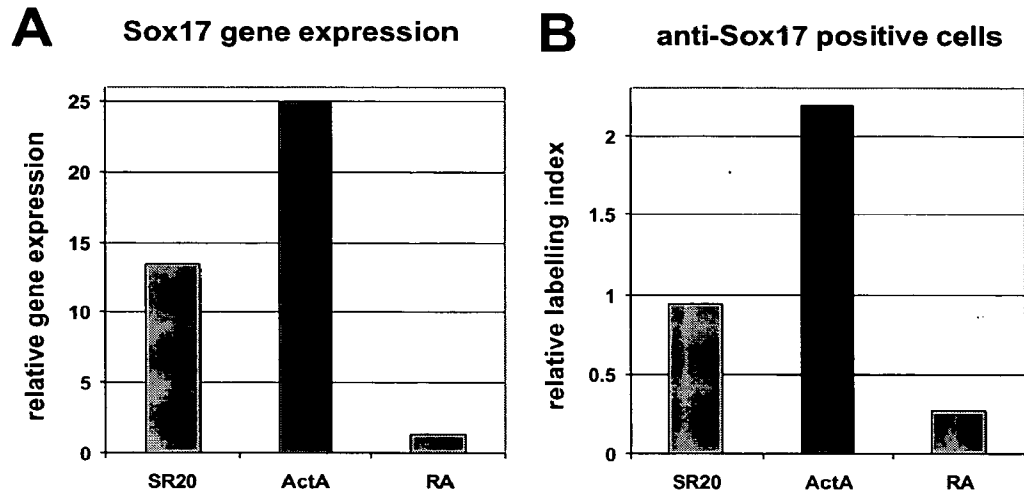 A
Sox17 gene expression
relative gene expression
25
20
15
10
5
0
SR20
ActA
RA
B
anti-Sox17 positive cells
relative labelling index
2
1.5
1
0.5
0
SR20
ActA
RA